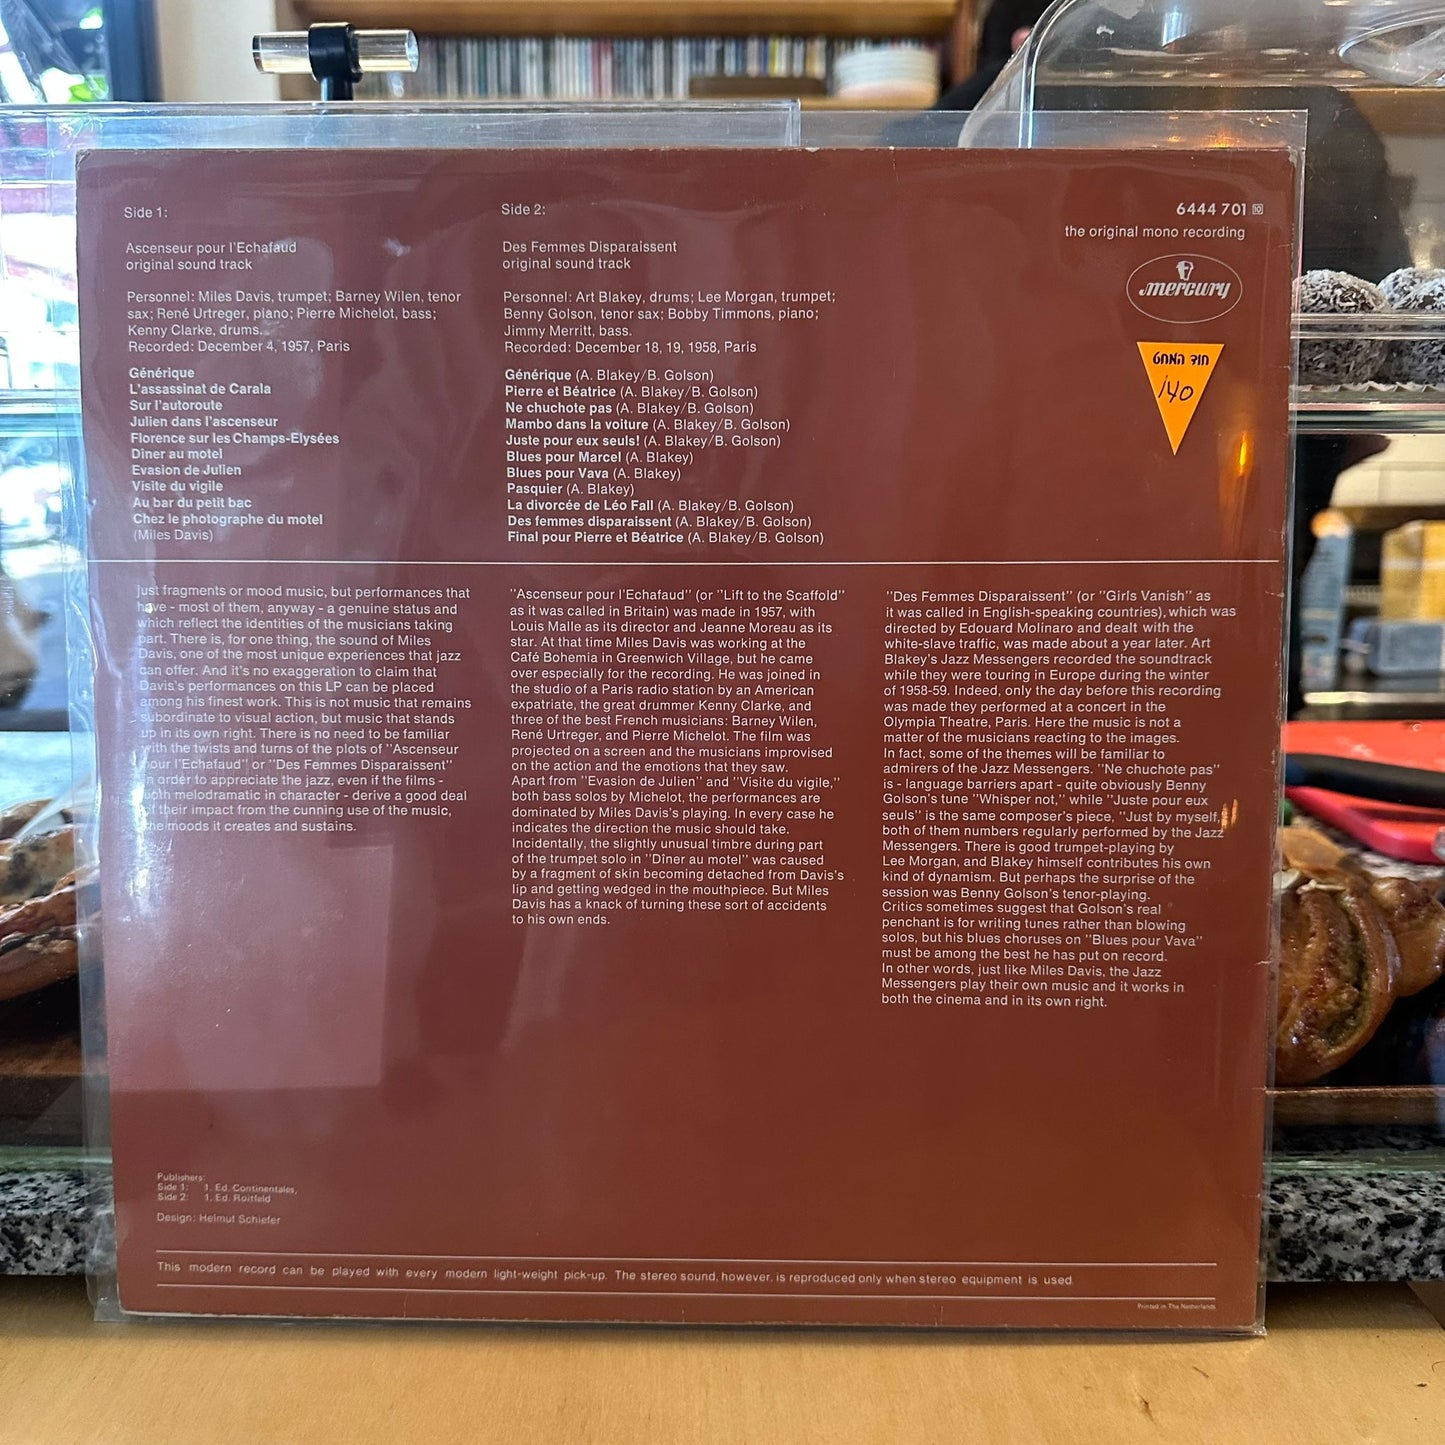 Side 1:
Ascenseur pour l'Echafaud
original sound track
Personnel: Miles Davis, trumpet; Barney Wilen, tenor
sax; René Urtreger, piano; Pierre Michelot, bass;
Kenny Clarke, drums.
Recorded: December 4, 1957, Paris
Générique
L'assassinat de Carala
Sur l'autoroute
Julien dans l'ascenseur
Florence sur les Champs-Elysées
Dîner au motel
Evasion de Julien
Visite du vigile
Au bar du petit bac
Chez le photographe du motel
(Miles Davis)
Side 2:
Des Femmes Disparaissent
original sound track
Personnel: Art Blakey, drums; Lee Morgan, trumpet;
Benny Golson, tenor sax; Bobby Timmons, piano;
Jimmy Merritt, bass.
Recorded: December 18, 19, 1958, Paris
Générique (A. Blakey/B. Golson)
Pierre et Béatrice (A. Blakey/B. Golson)
Ne chuchote pas (A. Blakey/B. Golson)
Mambo dans la voiture (A. Blakey/B. Golson)
Juste pour eux seuls! (A. Blakey/B. Golson)
Blues pour Marcel (A. Blakey)
Blues pour Vava (A. Blakey)
Pasquier (A. Blakey)
La divorcée de Léo Fall (A. Blakey/B. Golson)
Des femmes disparaissent (A. Blakey/B. Golson)
Final pour Pierre et Béatrice (A. Blakey/B. Golson)
6444 701 10
the original mono recording
mercury
חוד המחט
140
just fragments or mood music, but performances that
have - most of them, anyway - a genuine status and
which reflect the identities of the musicians taking
part. There is, for one thing, the sound of Miles
Davis, one of the most unique experiences that jazz
can offer. And it's no exaggeration to claim that
Davis's performances on this LP can be placed
among his finest work. This is not music that remains
subordinate to visual action, but music that stands
up in its own right. There is no need to be familiar
with the twists and turns of the plots of "Ascenseur
pour l'Echafaud" or "Des Femmes Disparaissent"
in order to appreciate the jazz, even if the films -
both melodramatic in character - derive a good deal
of their impact from the cunning use of the music,
the moods it creates and sustains.
"Ascenseur pour l'Echafaud" (or "Lift to the Scaffold"
as it was called in Britain) was made in 1957, with
Louis Malle as its director and Jeanne Moreau as its
star. At that time Miles Davis was working at the
Café Bohemia in Greenwich Village, but he came
over especially for the recording. He was joined in
the studio of a Paris radio station by an American
expatriate, the great drummer Kenny Clarke, and
three of the best French musicians: Barney Wilen,
René Urtreger, and Pierre Michelot. The film was
projected on a screen and the musicians improvised
on the action and the emotions that they saw.
Apart from "Evasion de Julien" and "Visite du vigile,"
both bass solos by Michelot, the performances are
dominated by Miles Davis's playing. In every case he
indicates the direction the music should take.
Incidentally, the slightly unusual timbre during part
of the trumpet solo in "Dîner au motel" was caused
by a fragment of skin becoming detached from Davis's
lip and getting wedged in the mouthpiece. But Miles
Davis has a knack of turning these sort of accidents
to his own ends.
"Des Femmes Disparaissent" (or "Girls Vanish" as
it was called in English-speaking countries), which was
directed by Edouard Molinaro and dealt with the
white-slave traffic, was made about a year later. Art
Blakey's Jazz Messengers recorded the soundtrack
while they were touring in Europe during the winter
of 1958-59. Indeed, only the day before this recording
was made they performed at a concert in the
Olympia Theatre, Paris. Here the music is not a
matter of the musicians reacting to the images.
In fact, some of the themes will be familiar to
admirers of the Jazz Messengers. "Ne chuchote pas"
is - language barriers apart - quite obviously Benny
Golson's tune "Whisper not," while "Juste pour eux
seuls" is the same composer's piece, "Just by myself,"
both of them numbers regularly performed by the Jazz
Messengers. There is good trumpet-playing by
Lee Morgan, and Blakey himself contributes his own
kind of dynamism. But perhaps the surprise of the
session was Benny Golson's tenor-playing.
Critics sometimes suggest that Golson's real
penchant is for writing tunes rather than blowing
solos, but his blues choruses on "Blues pour Vava"
must be among the best he has put on record.
In other words, just like Miles Davis, the Jazz
Messengers play their own music and it works in
both the cinema and in its own right.
Publishers:
Side 1: 1. Ed. Continentales,
Side 2: 1. Ed. Roitfeld
Design: Helmut Schiefer
This modern record can be played with every modern light-weight pick-up. The stereo sound, however, is reproduced only when stereo equipment is used
Printed in The Netherlands